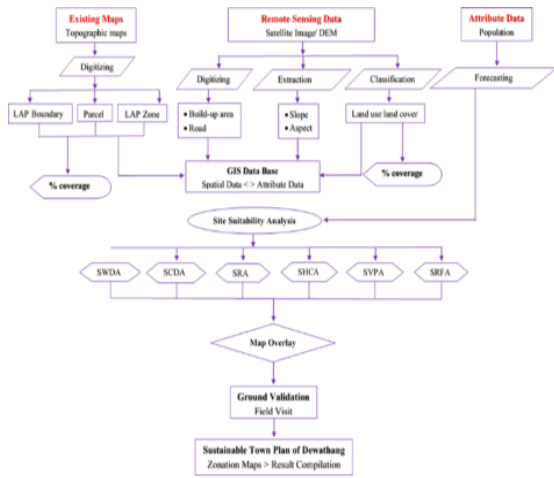 Existing Maps
Topographic maps
Remote Sensing Data
Satellite Image/ DEM
Attribute Data
Population
Digitizing
Digitizing
Extraction
Classification
Forecasting
LAP Boundary
Parcel
LAP Zone
• Build-up area
• Road
• Slope
• Aspect
Land use land cover
% coverage
GIS Data Base
Spatial Data < > Attribute Data
% coverage
Site Suitability Analysis
SWDA
SCDA
SRA
SHCA
SVPA
SRFA
Map Overlay
Ground Validation
Field Visit
Sustainable Town Plan of Dewathang
Zonation Maps > Result Compilation